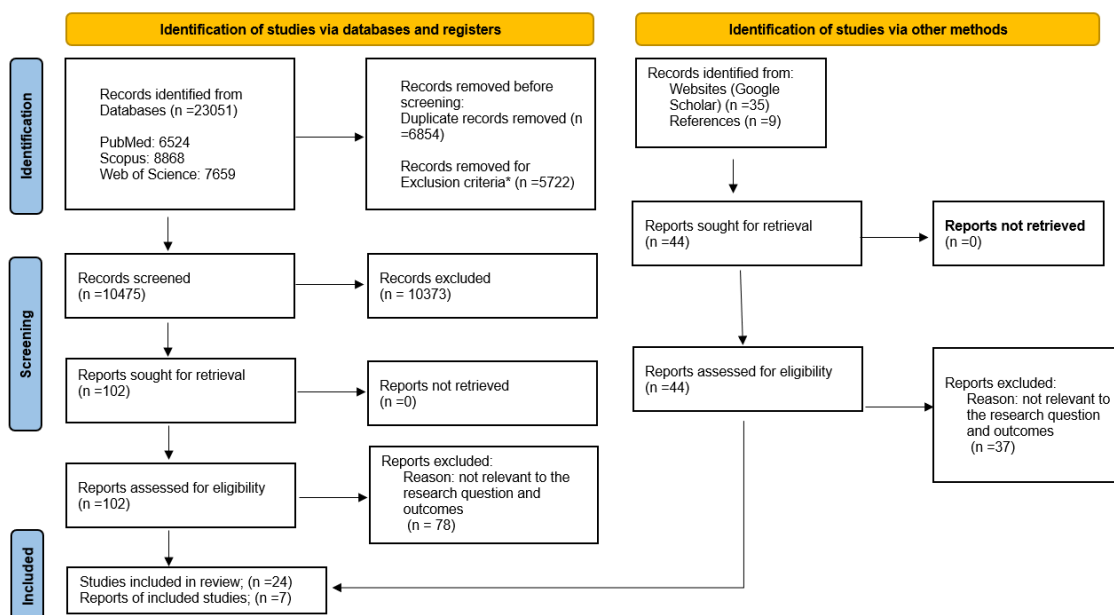 Identification of studies via databases and registers
Identification of studies via other methods
Identification
Records identified from
Databases (n =23051)
PubMed: 6524
Scopus: 8868
Web of Science: 7659
Records removed before
screening:
Duplicate records removed (n
=6854)
Records removed for
Exclusion criteria* (n =5722)
Records identified from:
Websites (Google
Scholar) (n =35)
References (n =9)
Reports sought for retrieval
(n =44)
Reports not retrieved
(n =0)
Screening
Records screened
(n =10475)
Records excluded
(n = 10373)
Reports sought for retrieval
(n =102)
Reports not retrieved
(n =0)
Reports assessed for eligibility
(n =44)
Reports excluded:
Reason: not relevant to
the research question
and outcomes
(n =37)
Reports assessed for eligibility
(n =102)
Reports excluded:
Reason: not relevant to the
research question and
outcomes
(n = 78)
Included
Studies included in review; (n =24)
Reports of included studies; (n =7)